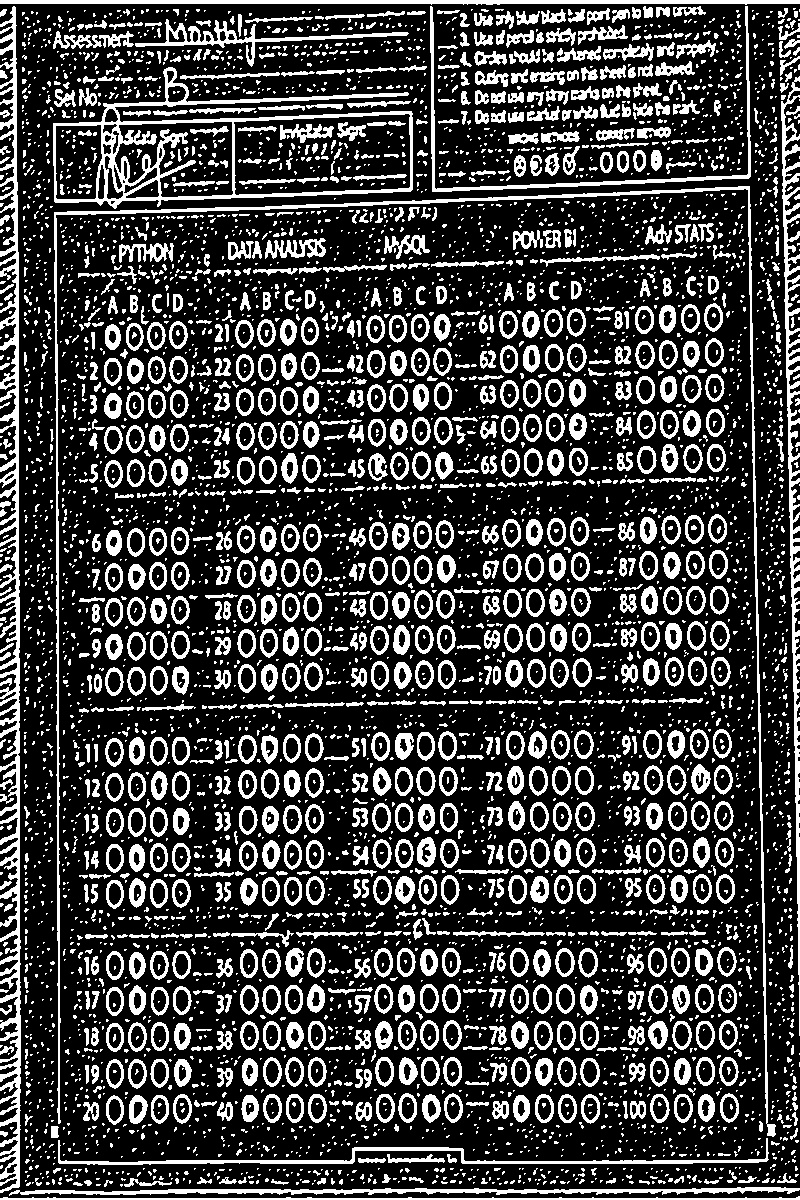 Assessment Monthly
Set No: B
2. Use only blue/black ball point pen to fill the circles.
3. Use of pencil is strictly prohibited.
4. Circles should be darkened completely and properly.
5. Cutting and erasing on this sheet is not allowed.
6. Do not use any stray marks on the sheet.
7. Do not use marker or white fluid to hide the mark.
WRONG METHODS CORRECT METHOD
Candidate Sign: Invigilator Sign:
PYTHON DATA ANALYSIS MySQL POWER BI Adv STATS
A B C D A B C D A B C D A B C D A B C D
1 21 41 61 81
2 22 42 62 82
3 23 43 63 83
4 24 44 64 84
5 25 45 65 85
6 26 46 66 86
7 27 47 67 87
8 28 48 68 88
9 29 49 69 89
10 30 50 70 90
11 31 51 71 91
12 32 52 72 92
13 33 53 73 93
14 34 54 74 94
15 35 55 75 95
16 36 56 76 96
17 37 57 77 97
18 38 58 78 98
19 39 59 79 99
20 40 60 80 100